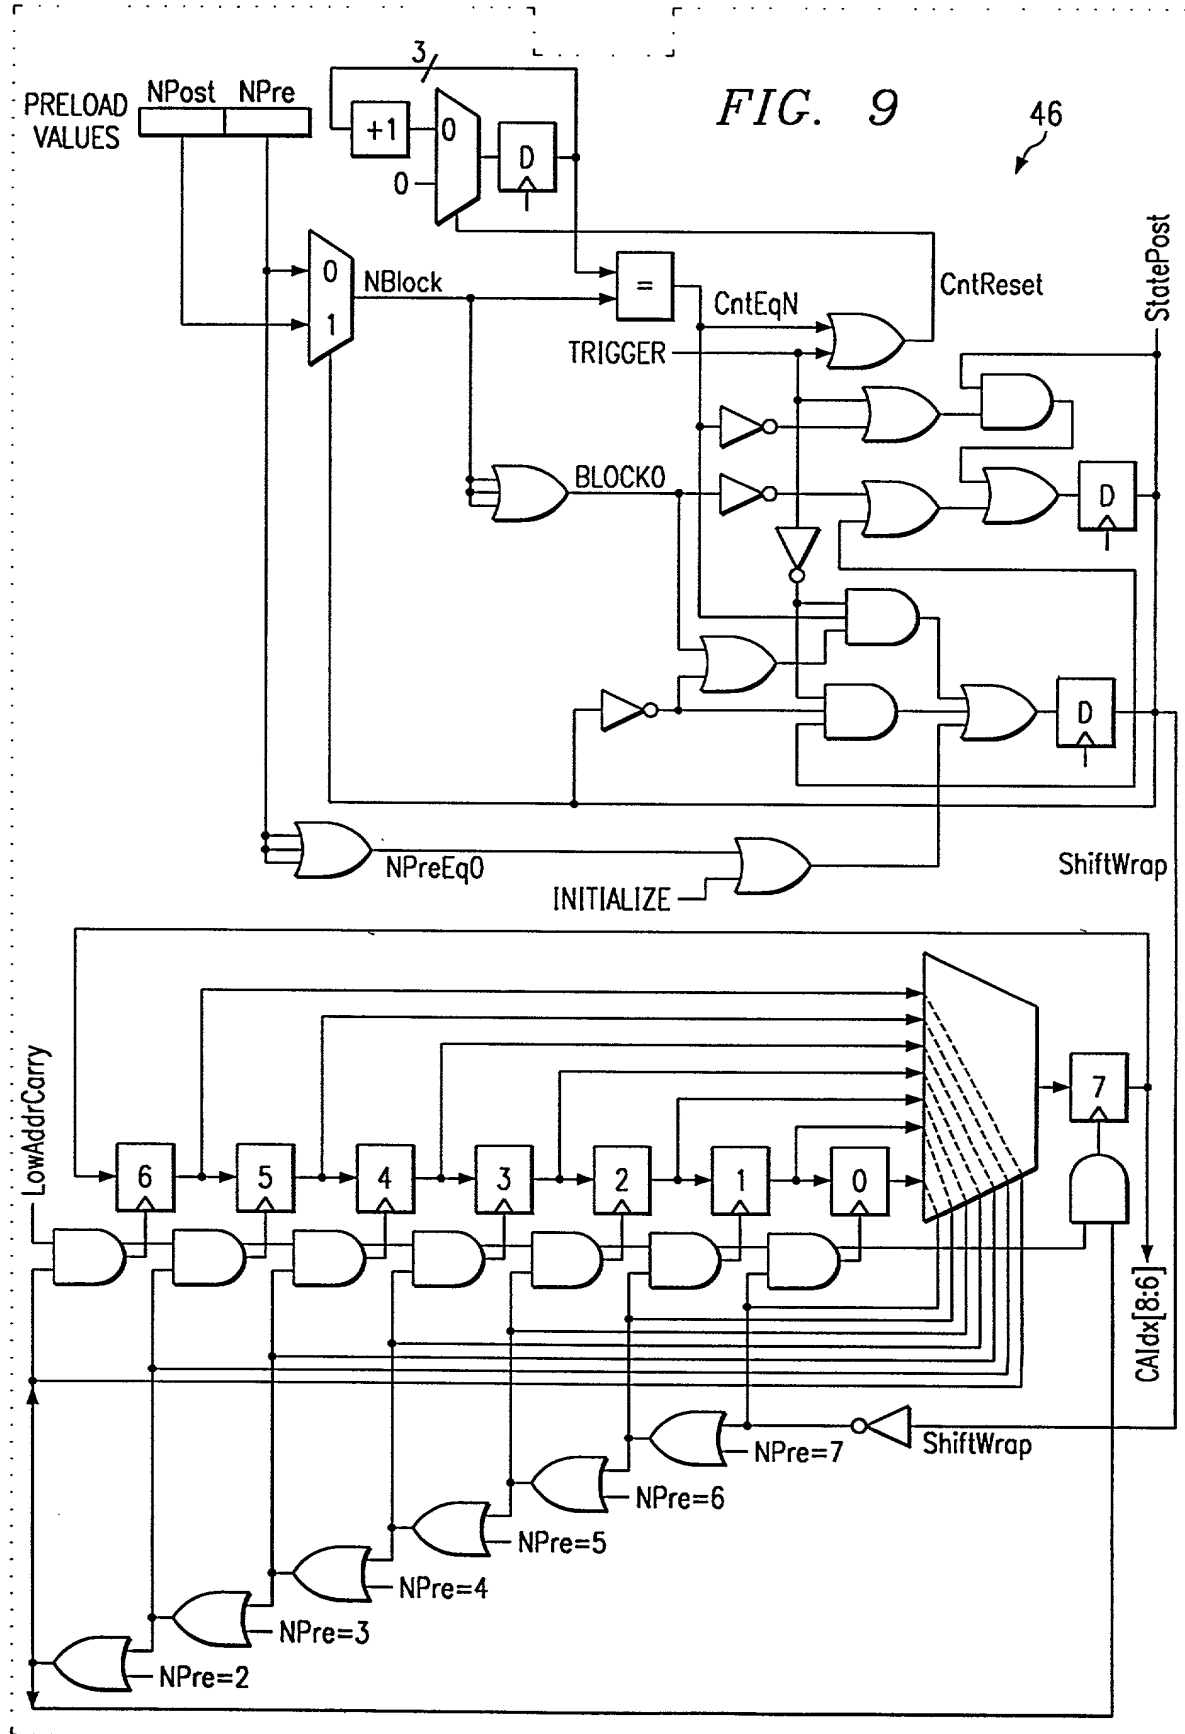 3
NPost NPre
PRELOAD
VALUES
FIG. 9
46
+1
0
D
0
StatePost
0
NBlock
=
CntEqN
CntReset
1
TRIGGER
BLOCK0
D
D
NPreEq0
INITIALIZE
ShiftWrap
LowAddrCarry
7
6
5
4
3
2
1
0
CAIdx[8:6]
ShiftWrap
NPre=7
NPre=6
NPre=5
NPre=4
NPre=3
NPre=2